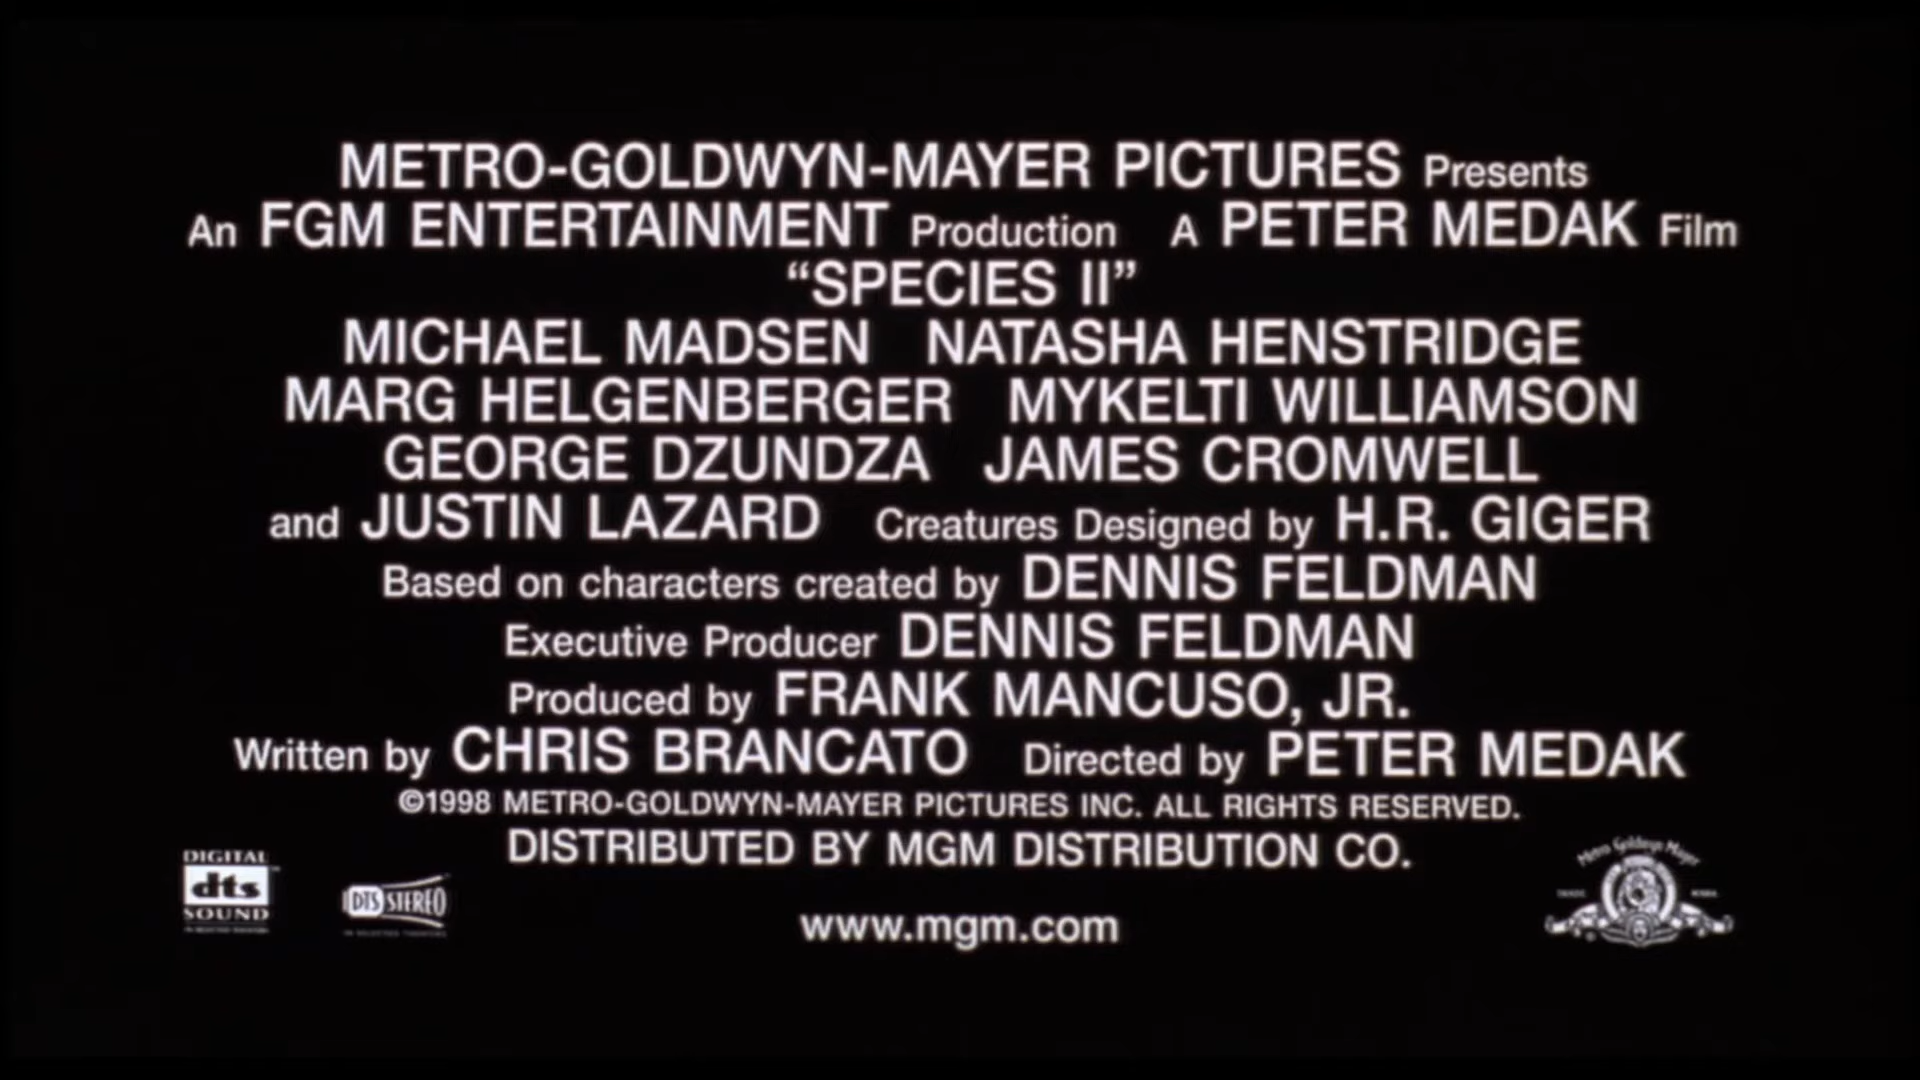 METRO-GOLDWYN-MAYER PICTURES Presents
An FGM ENTERTAINMENT Production A PETER MEDAK Film
“SPECIES II”
MICHAEL MADSEN NATASHA HENSTRIDGE
MARG HELGENBERGER MYKELTI WILLIAMSON
GEORGE DZUNDZA JAMES CROMWELL
and JUSTIN LAZARD Creatures Designed by H.R. GIGER
Based on characters created by DENNIS FELDMAN
Executive Producer DENNIS FELDMAN
Produced by FRANK MANCUSO, JR.
Written by CHRIS BRANCATO Directed by PETER MEDAK
©1998 METRO-GOLDWYN-MAYER PICTURES INC. ALL RIGHTS RESERVED.
DISTRIBUTED BY MGM DISTRIBUTION CO.
DIGITAL
dts
SOUND
DTS STEREO
www.mgm.com
Metro Goldwyn Mayer